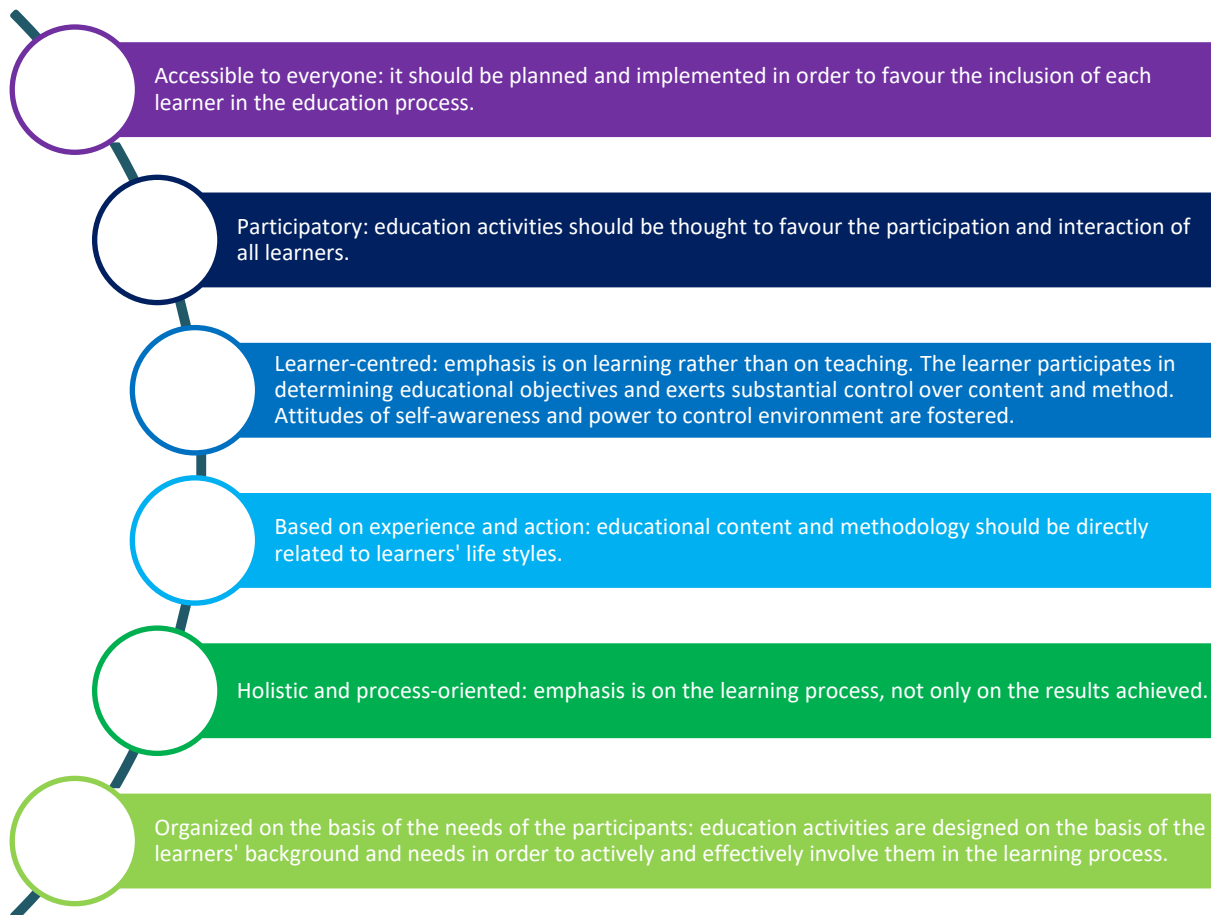 Accessible to everyone: it should be planned and implemented in order to favour the inclusion of each
learner in the education process.
Participatory: education activities should be thought to favour the participation and interaction of
all learners.
Learner-centred: emphasis is on learning rather than on teaching. The learner participates in
determining educational objectives and exerts substantial control over content and method.
Attitudes of self-awareness and power to control environment are fostered.
Based on experience and action: educational content and methodology should be directly
related to learners' life styles.
Holistic and process-oriented: emphasis is on the learning process, not only on the results achieved.
Organized on the basis of the needs of the participants: education activities are designed on the basis of the
learners' background and needs in order to actively and effectively involve them in the learning process.